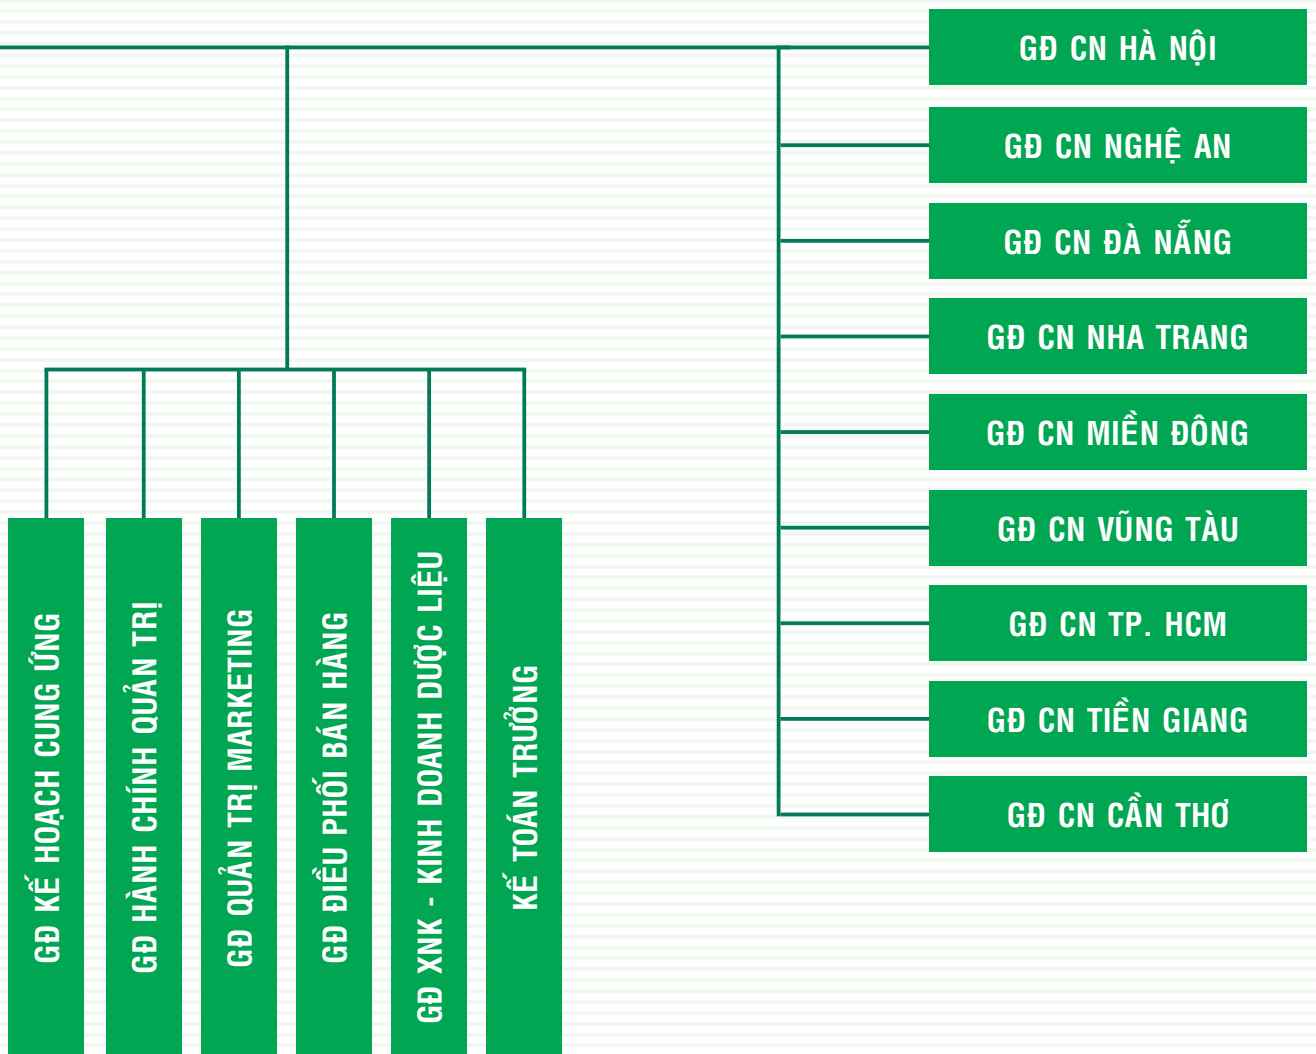 GĐ CN HÀ NỘI
GĐ CN NGHỆ AN
GĐ CN ĐÀ NẴNG
GĐ CN NHA TRANG
GĐ CN MIỀN ĐÔNG
GĐ CN VŨNG TÀU
GĐ CN TP. HCM
GĐ CN TIỀN GIANG
GĐ CN CẦN THƠ
GĐ KẾ HOẠCH CUNG ỨNG
GĐ HÀNH CHÍNH QUẢN TRỊ
GĐ QUẢN TRỊ MARKETING
GĐ ĐIỀU PHỐI BÁN HÀNG
GĐ XNK - KINH DOANH DƯỢC LIỆU
KẾ TOÁN TRƯỞNG